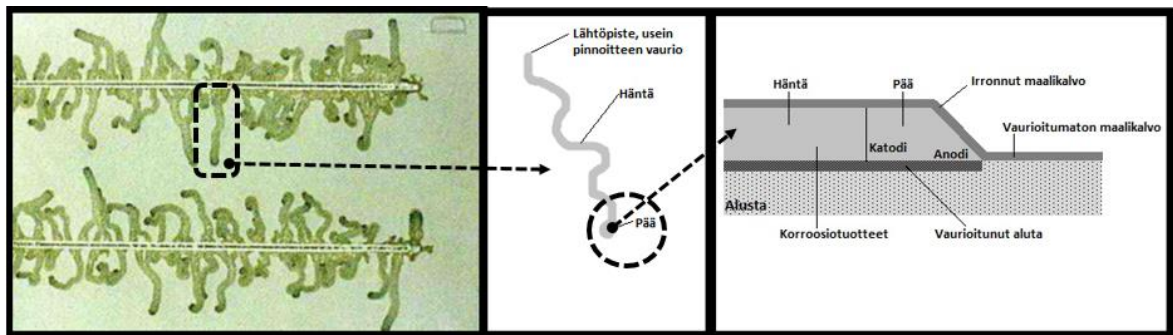 Lähtöpiste, usein
pinnoitteen vaurio
Häntä
Pää
Häntä
Pää
Irronnut maalikalvo
Vaurioitumaton maalikalvo
Katodi
Anodi
Alusta
Korroosiotuotteet
Vaurioitunut aluta